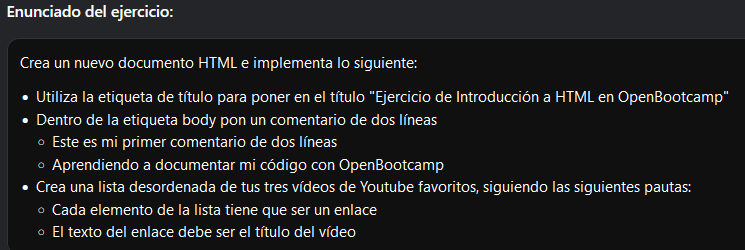 Enunciado del ejercicio:
Crea un nuevo documento HTML e implementa lo siguiente:
• Utiliza la etiqueta de título para poner en el título "Ejercicio de Introducción a HTML en OpenBootcamp"
• Dentro de la etiqueta body pon un comentario de dos líneas
◦ Este es mi primer comentario de dos líneas
◦ Aprendiendo a documentar mi código con OpenBootcamp
• Crea una lista desordenada de tus tres vídeos de Youtube favoritos, siguiendo las siguientes pautas:
◦ Cada elemento de la lista tiene que ser un enlace
◦ El texto del enlace debe ser el título del vídeo